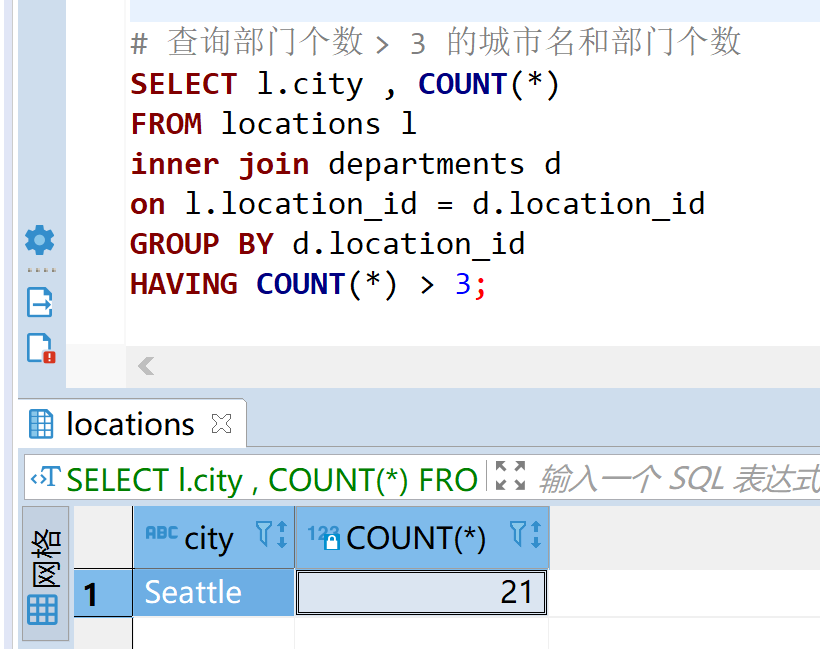 # 查询部门个数> 3 的城市名和部门个数
SELECT l.city , COUNT(*)
FROM locations l
inner join departments d
on l.location_id = d.location_id
GROUP BY d.location_id
HAVING COUNT(*) > 3;
locations
SELECT l.city , COUNT(*) FRO
输入一个 SQL 表达式
网格
ABC city
123 COUNT(*)
1 Seattle 21